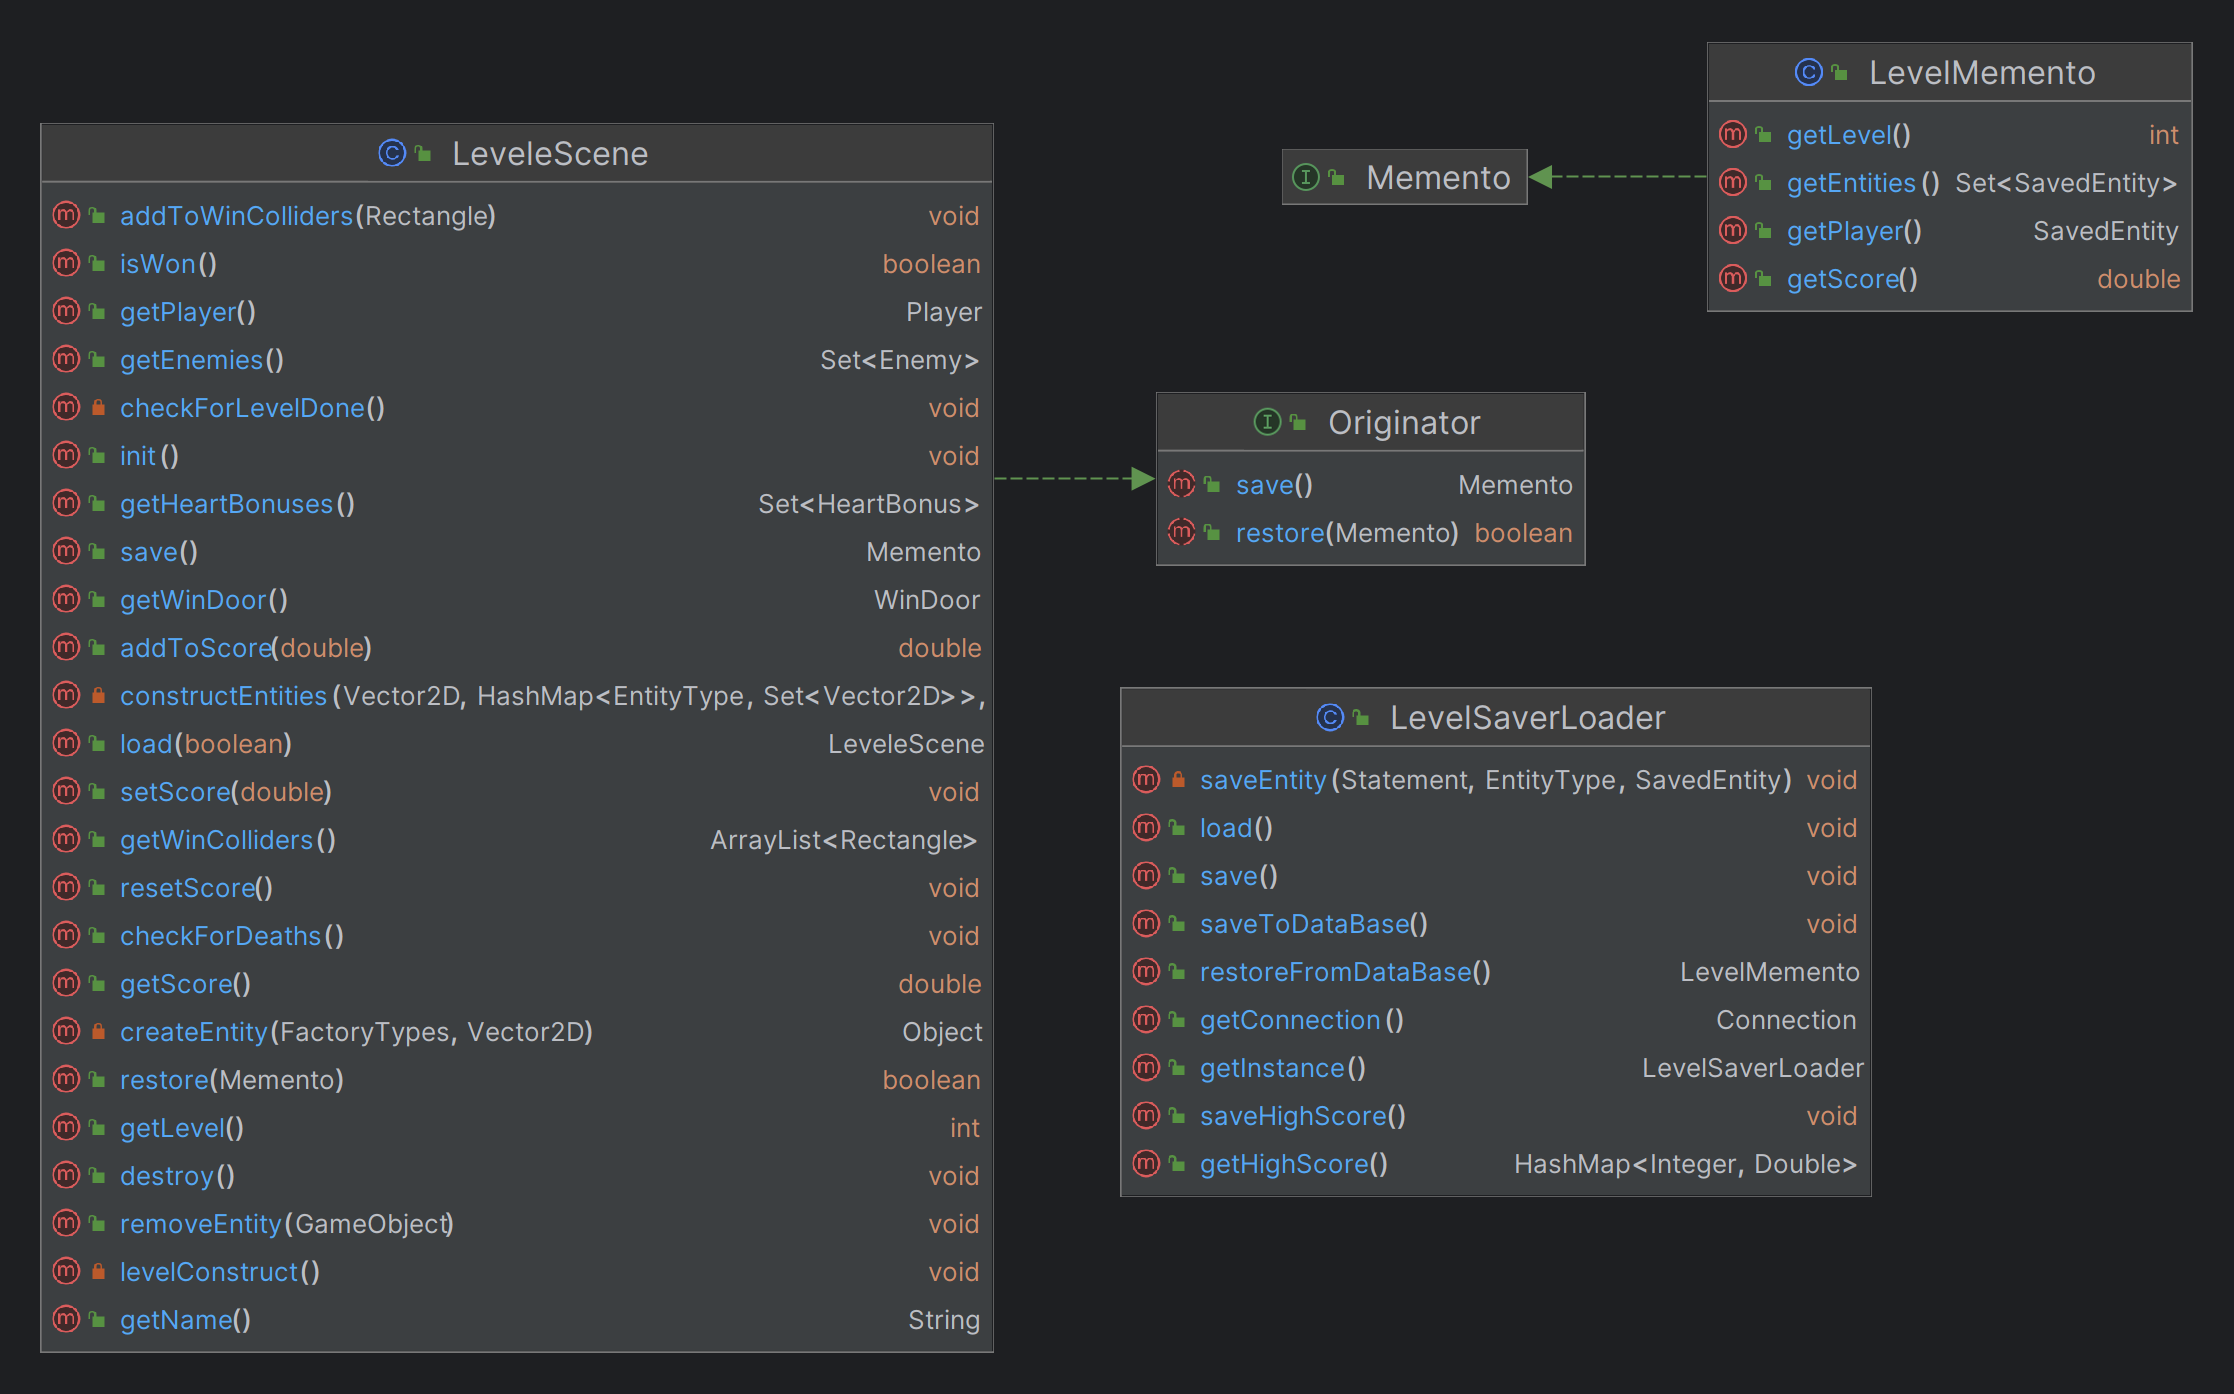 LeveleScene
addToWinColliders(Rectangle) void
isWon() boolean
getPlayer() Player
getEnemies() Set<Enemy>
checkForLevelDone() void
init() void
getHeartBonuses() Set<HeartBonus>
save() Memento
getWinDoor() WinDoor
addToScore(double) double
constructEntities(Vector2D, HashMap<EntityType, Set<Vector2D>>,
load(boolean) LeveleScene
setScore(double) void
getWinColliders() ArrayList<Rectangle>
resetScore() void
checkForDeaths() void
getScore() double
createEntity(FactoryTypes, Vector2D) Object
restore(Memento) boolean
getLevel() int
destroy() void
removeEntity(GameObject) void
levelConstruct() void
getName() String
Memento
LevelMemento
getLevel() int
getEntities() Set<SavedEntity>
getPlayer() SavedEntity
getScore() double
Originator
save() Memento
restore(Memento) boolean
LevelSaverLoader
saveEntity(Statement, EntityType, SavedEntity) void
load() void
save() void
saveToDataBase() void
restoreFromDataBase() LevelMemento
getConnection() Connection
getInstance() LevelSaverLoader
saveHighScore() void
getHighScore() HashMap<Integer, Double>